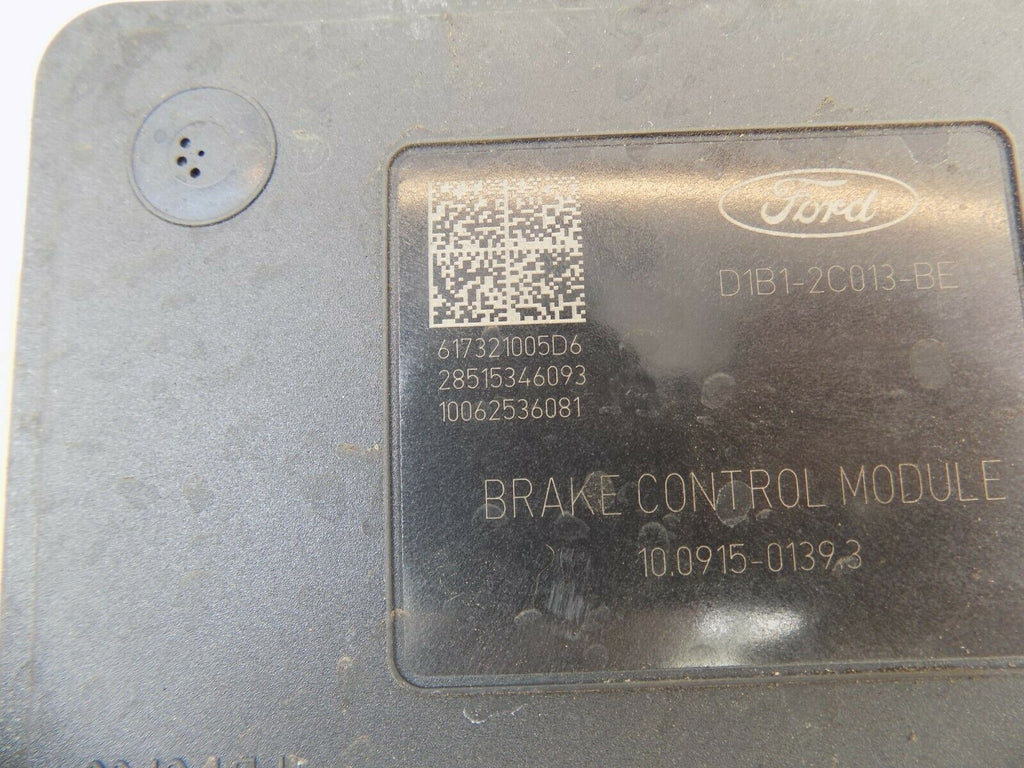 Ford
D1B1-2C013-BE
617321005D6
28515346093
10062536081
BRAKE CONTROL MODULE
10.0915-0139.3